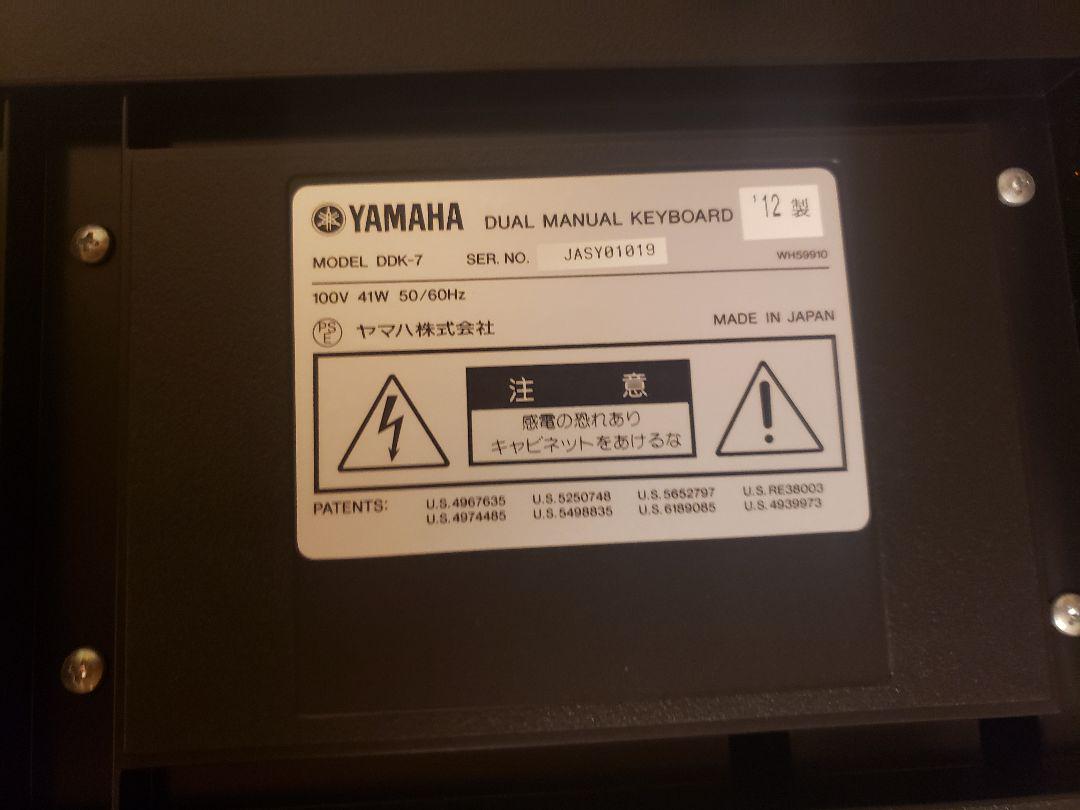 YAMAHA DUAL MANUAL KEYBOARD '12 製
MODEL DDK-7 SER. NO. JASY01019 WH59910
100V 41W 50/60Hz
PSE ヤマハ株式会社 MADE IN JAPAN
注 意
感電の恐れあり
キャビネットをあけるな
PATENTS: U.S.4967635 U.S.5250748 U.S.5652797 U.S.RE38003
U.S.4974485 U.S.5498835 U.S.6189085 U.S.4939973